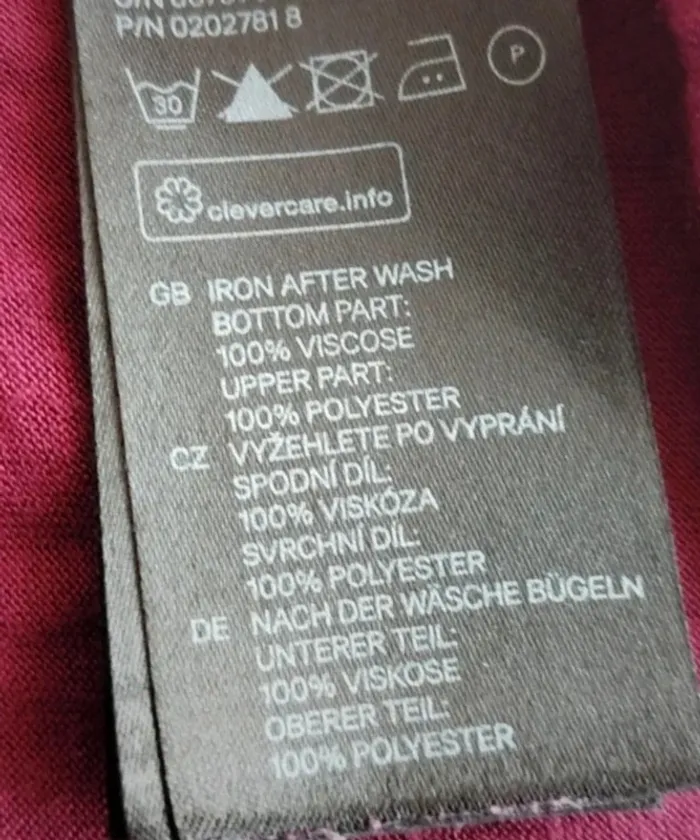 P/N 0202781 8
30
P
clevercare.info
GB IRON AFTER WASH
BOTTOM PART:
100% VISCOSE
UPPER PART:
100% POLYESTER
CZ VYŽEHLETE PO VYPRÁNÍ
SPODNÍ DÍL:
100% VISKÓZA
SVRCHNÍ DÍL:
100% POLYESTER
DE NACH DER WÄSCHE BÜGELN
UNTERER TEIL:
100% VISKOSE
OBERER TEIL:
100% POLYESTER